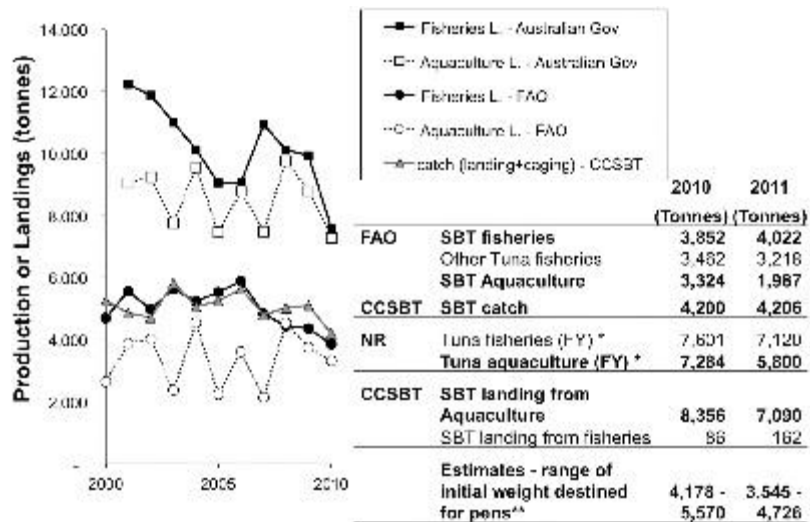 Production or Landings (tonnes)
14.000
12.000
10.000
8.000
6.000
4.000
2.000
-
2000
2005
2010
Fisheries L. - Australian Gov
Aquaculture L. - Australian Gov
Fisheries L. - FAO
Aquaculture L. - FAO
catch (landing+caging) - CCSBT
2010 2011
(Tonnes) (Tonnes)
FAO SBT fisheries 3,852 4,022
Other Tuna fisheries 3,462 3,218
SBT Aquaculture 3,324 1,987
CCSBT SBT catch 4,200 4,206
NR Tuna fisheries (FY) * 7,601 7,120
Tuna aquaculture (FY) * 7,284 5,800
CCSBT SBT landing from
Aquaculture 8,356 7,090
SBT landing from fisheries 86 162
Estimates - range of
initial weight destined 4,178 - 3.545 -
for pens** 5,570 4,726